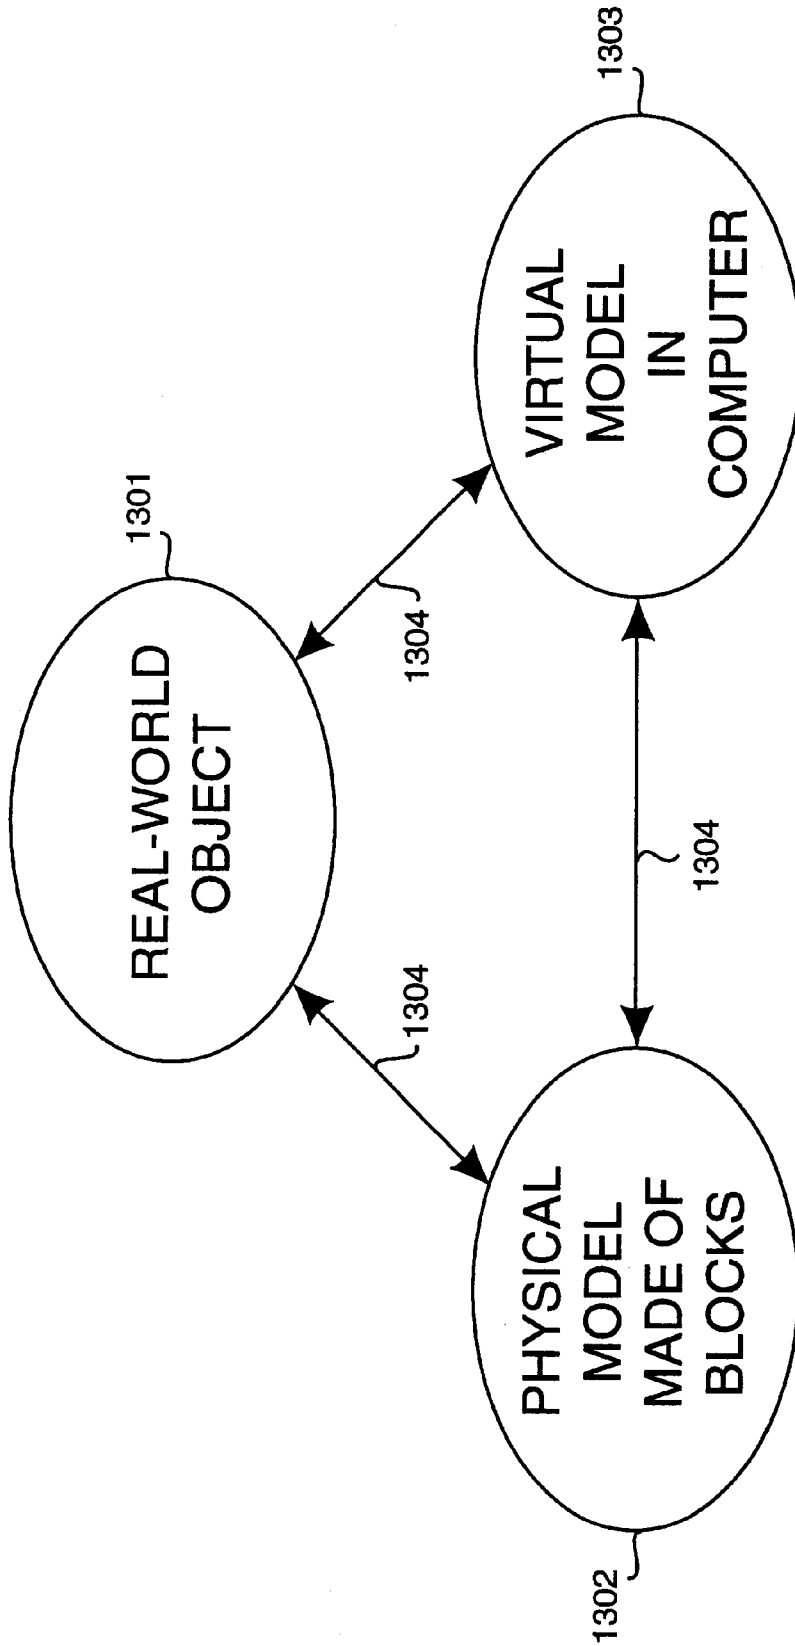 1301
REAL-WORLD
OBJECT
1304
1304
1302
PHYSICAL
MODEL
MADE OF
BLOCKS
1304
1303
VIRTUAL
MODEL
IN
COMPUTER